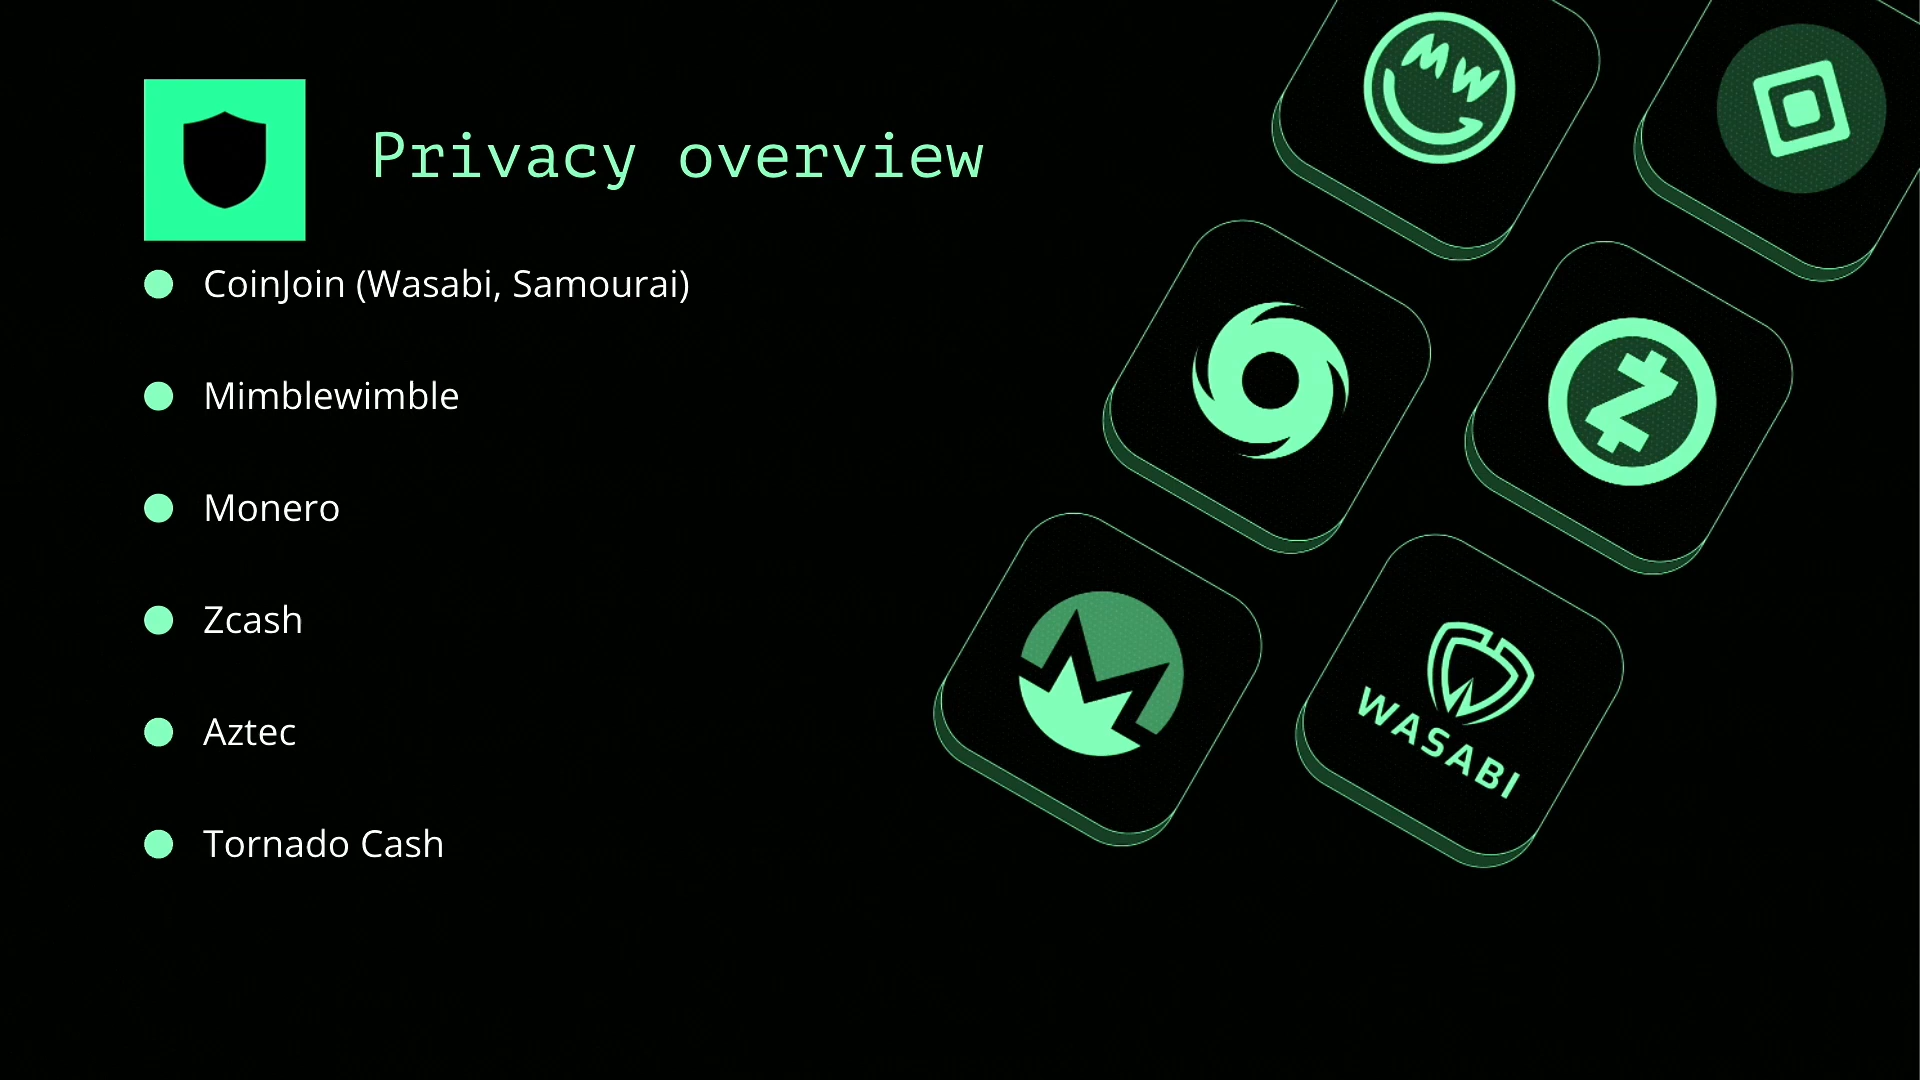 Privacy overview
CoinJoin (Wasabi, Samourai)
Mimblewimble
Monero
Zcash
Aztec
Tornado Cash
MW
WASABI